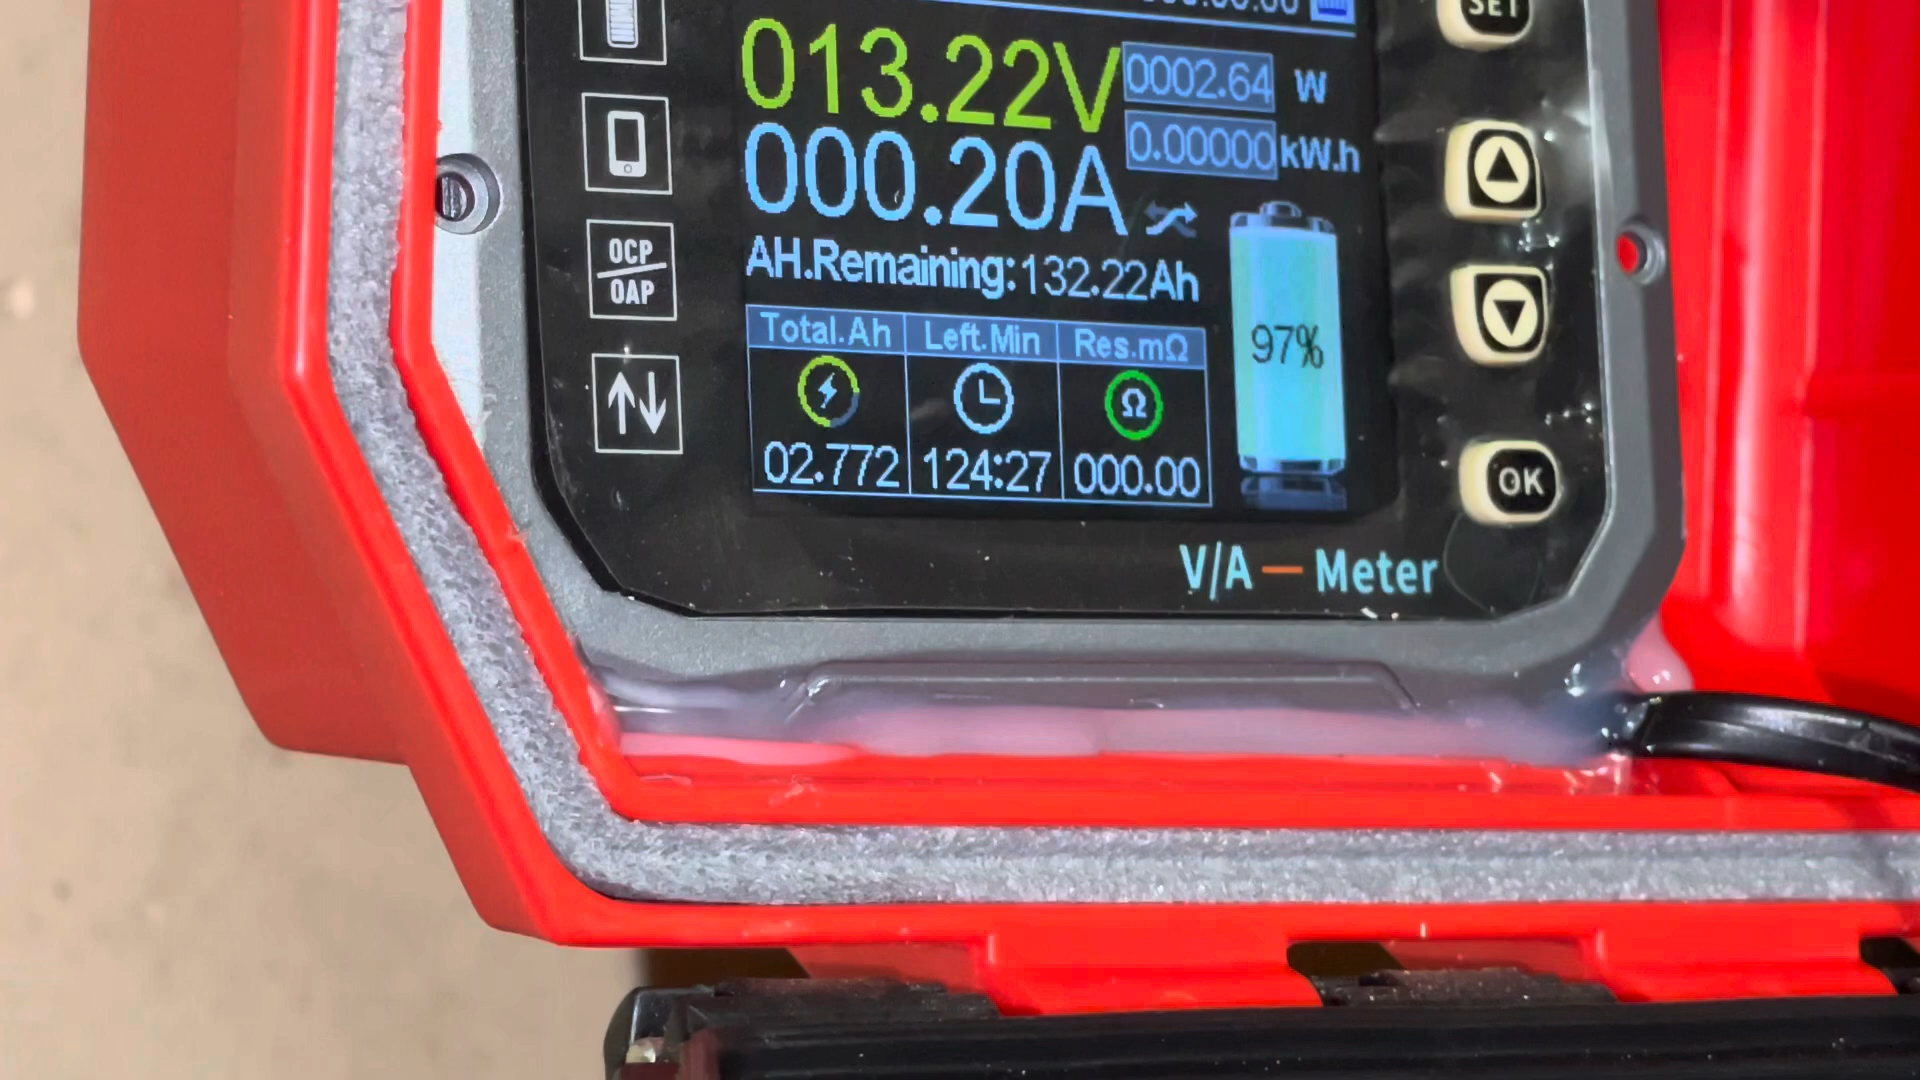 SET
013.22V
0002.64 W
0.00000 kW.h
000.20A
AH.Remaining:132.22Ah
OCP
OAP
97%
Total.Ah Left.Min Res.mΩ
Ω
02.772 124:27 000.00
OK
V/A — Meter